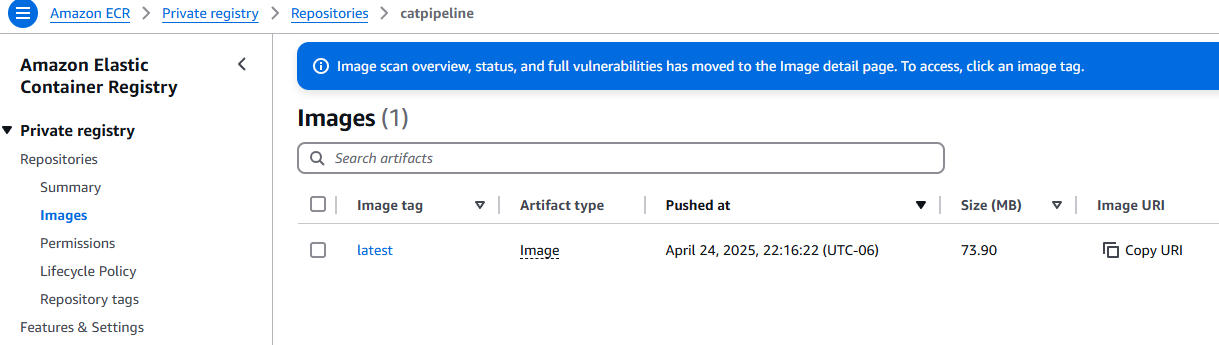 Amazon ECR > Private registry > Repositories > catpipeline
Amazon Elastic
Container Registry
Private registry
Repositories
Summary
Images
Permissions
Lifecycle Policy
Repository tags
Features & Settings
Image scan overview, status, and full vulnerabilities has moved to the Image detail page. To access, click an image tag.
Images (1)
Search artifacts
Image tag Artifact type Pushed at Size (MB) Image URI
latest Image April 24, 2025, 22:16:22 (UTC-06) 73.90 Copy URI